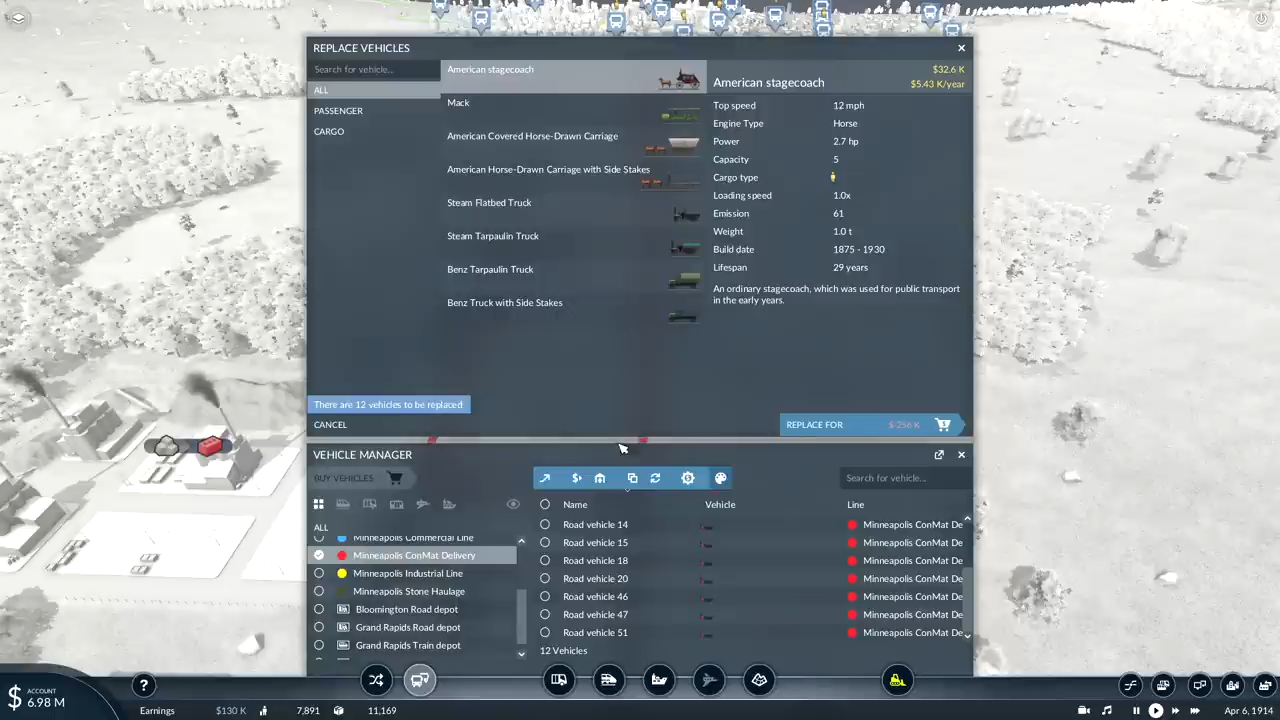 REPLACE VEHICLES
Search for vehicle...
ALL
PASSENGER
CARGO
American stagecoach
Mack
American Covered Horse-Drawn Carriage
American Horse-Drawn Carriage with Side Stakes
Steam Flatbed Truck
Steam Tarpaulin Truck
Benz Tarpaulin Truck
Benz Truck with Side Stakes
American stagecoach
$32.6 K
$5.43 K/year
Top speed 12 mph
Engine Type Horse
Power 2.7 hp
Capacity 5
Cargo type
Loading speed 1.0x
Emission 61
Weight 1.0 t
Build date 1875 - 1930
Lifespan 29 years
An ordinary stagecoach, which was used for public transport
in the early years.
There are 12 vehicles to be replaced
CANCEL
REPLACE FOR $-256 K
VEHICLE MANAGER
BUY VEHICLES
Search for vehicle...
ALL
Minneapolis Commercial Line
Minneapolis ConMat Delivery
Minneapolis Industrial Line
Minneapolis Stone Haulage
Bloomington Road depot
Grand Rapids Road depot
Grand Rapids Train depot
Name Vehicle Line
Road vehicle 14 Minneapolis ConMat De
Road vehicle 15 Minneapolis ConMat De
Road vehicle 18 Minneapolis ConMat De
Road vehicle 20 Minneapolis ConMat De
Road vehicle 46 Minneapolis ConMat De
Road vehicle 47 Minneapolis ConMat De
Road vehicle 51 Minneapolis ConMat De
12 Vehicles
$ ACCOUNT
6.98 M
?
Earnings $130 K 7,891 11,169
Apr 6, 1914